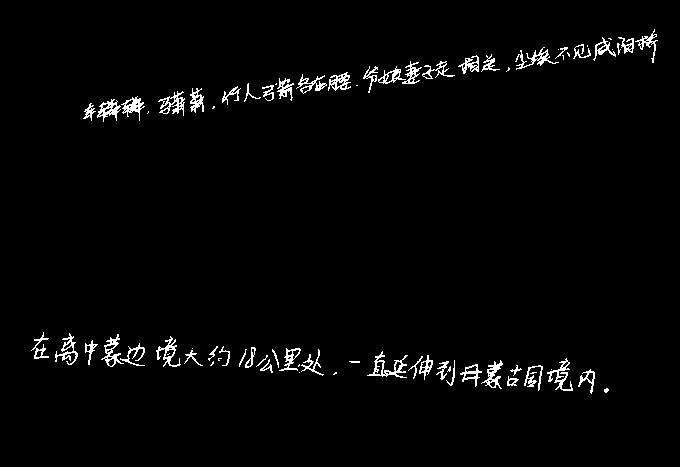 车辚辚，马萧萧，行人弓箭各在腰。爷娘妻子走相送，尘埃不见咸阳桥
在离中蒙边境大约18公里处，一直延伸到母蒙古国境内。